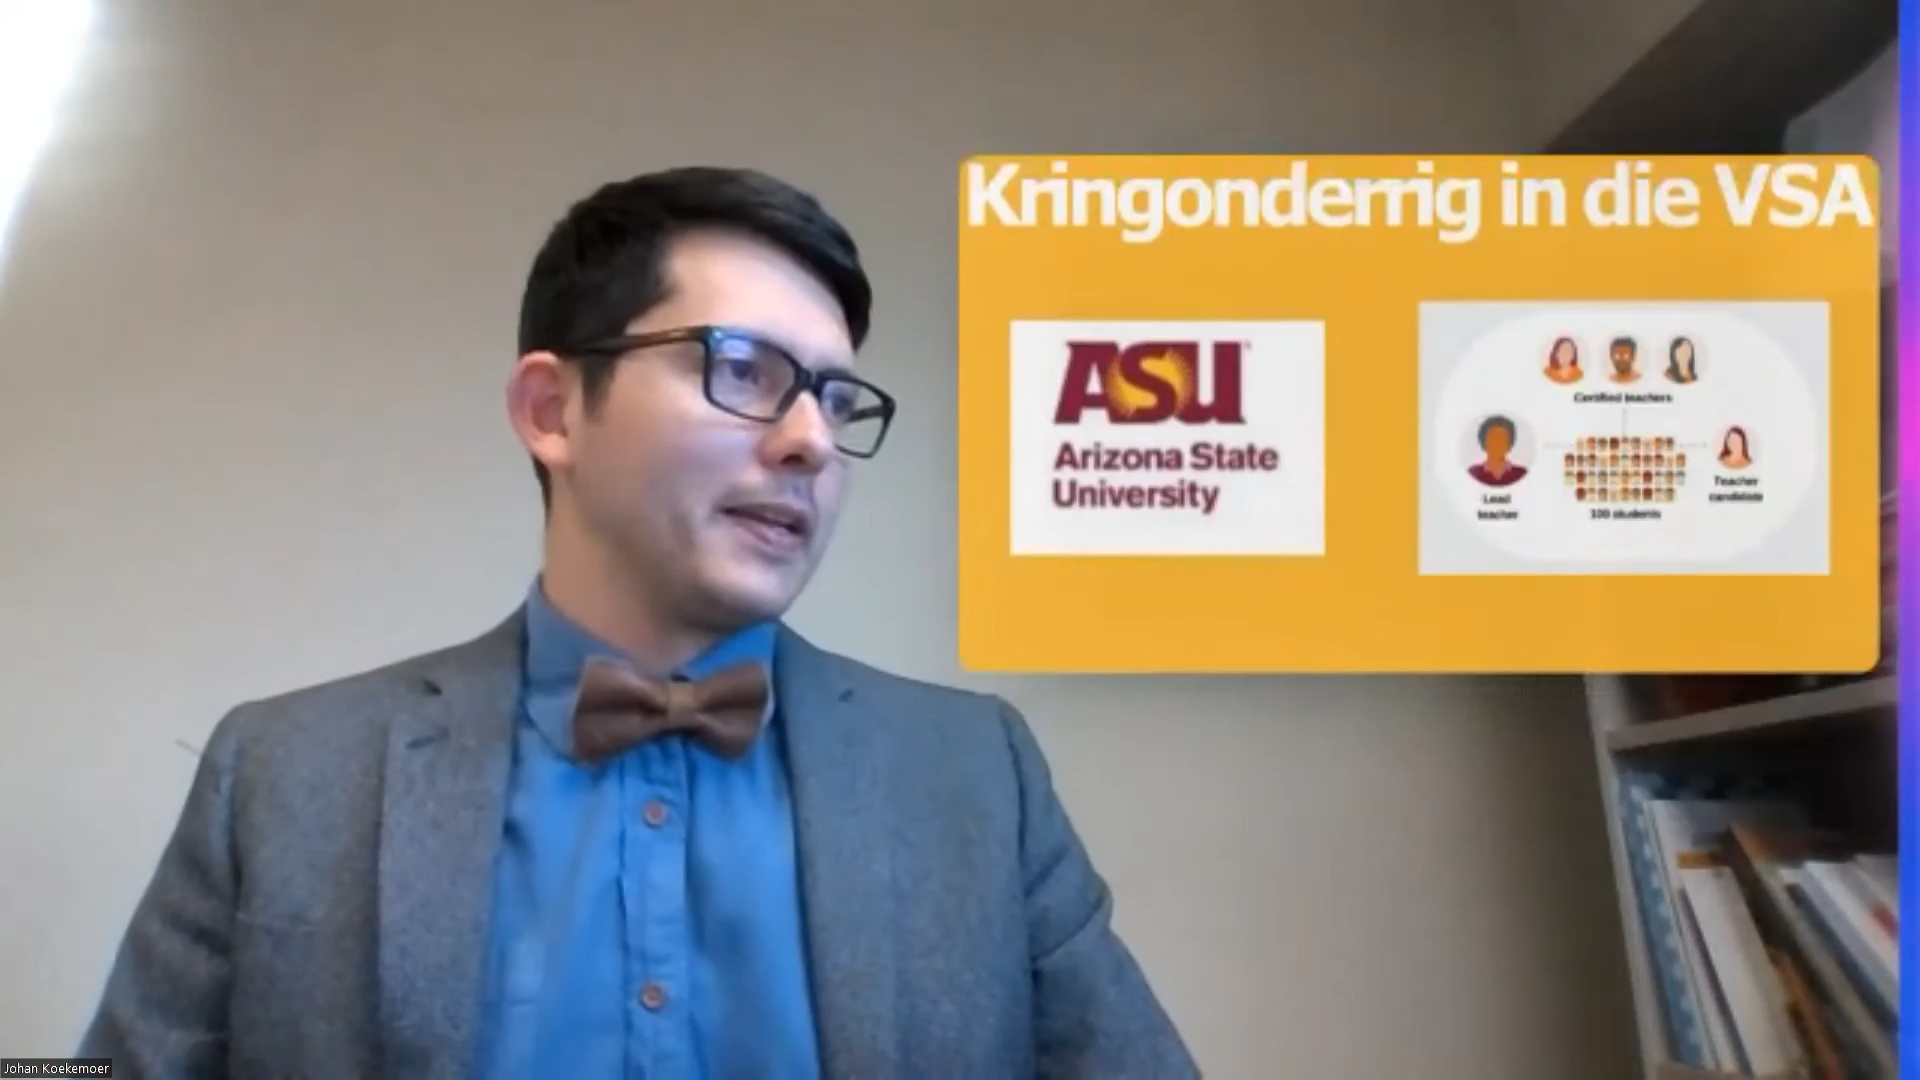 Kringonderrig in die VSA
ASU
Arizona State
University
Certified teachers
Lead
teacher
100 students
Teacher
candidate
Johan Koekemoer